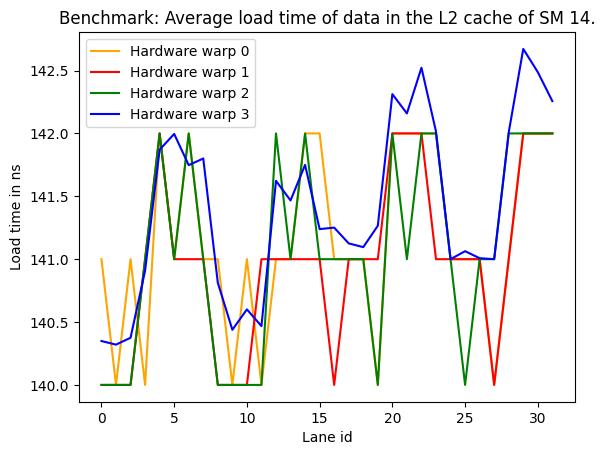 Benchmark: Average load time of data in the L2 cache of SM 14.
Hardware warp 0
Hardware warp 1
Hardware warp 2
Hardware warp 3
Load time in ns
142.5
142.0
141.5
141.0
140.5
140.0
0 5 10 15 20 25 30
Lane id